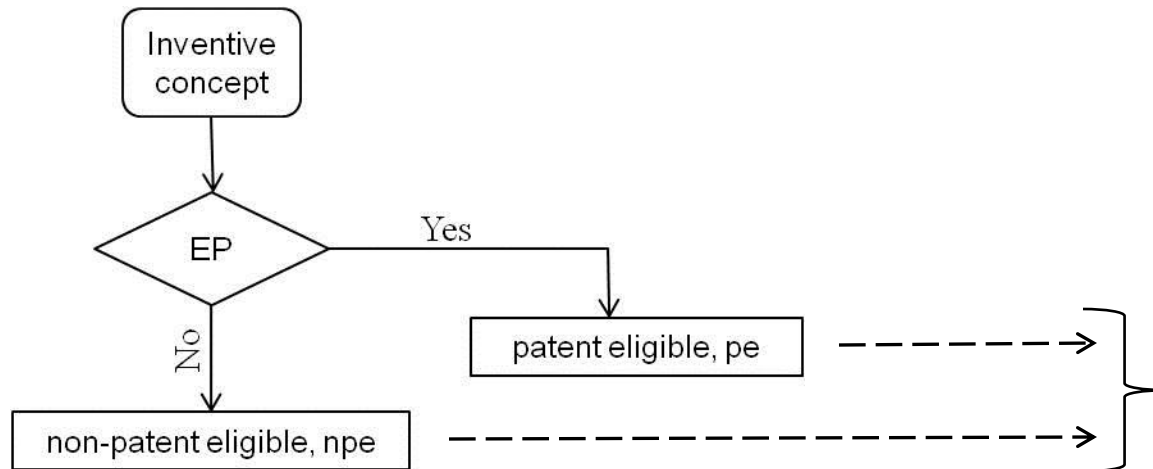 Inventive
concept
EP
Yes
No
patent eligible, pe
non-patent eligible, npe